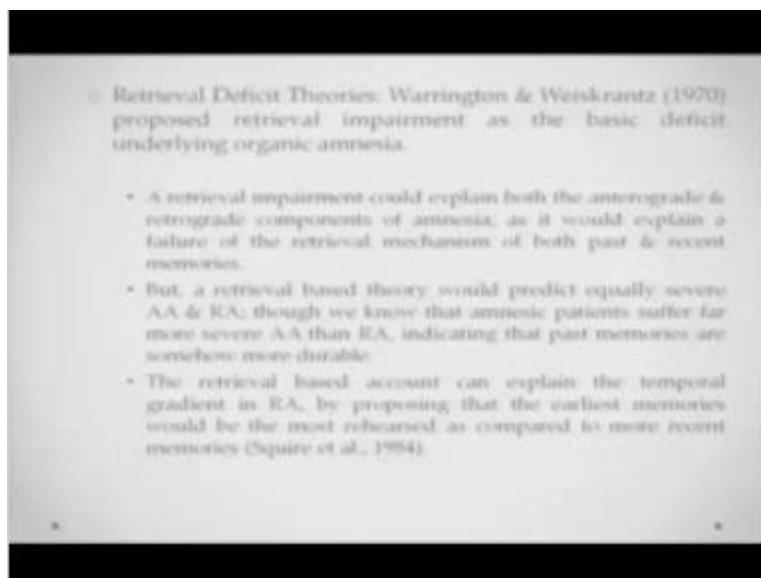 Retrieval Deficit Theories: Warrington & Weiskrantz (1970)
proposed retrieval impairment as the basic deficit
underlying organic amnesia.
• A retrieval impairment could explain both the anterograde &
retrograde components of amnesia, as it would explain a
failure of the retrieval mechanism of both past & recent
memories.
• But, a retrieval based theory would predict equally severe
AA & RA; though we know that amnesic patients suffer far
more severe AA than RA, indicating that past memories are
somehow more durable.
• The retrieval based account can explain the temporal
gradient in RA, by proposing that the earliest memories
would be the most rehearsed as compared to more recent
memories (Squire et al., 1984).